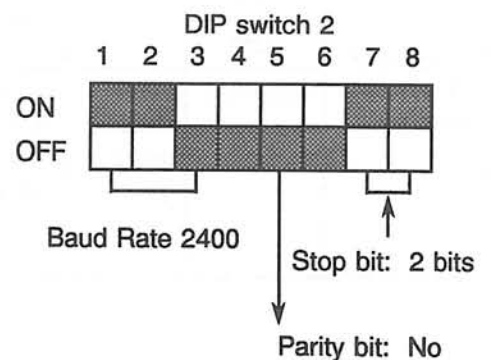 DIP switch 2
1 2 3 4 5 6 7 8
ON
OFF
Baud Rate 2400
Stop bit: 2 bits
Parity bit: No